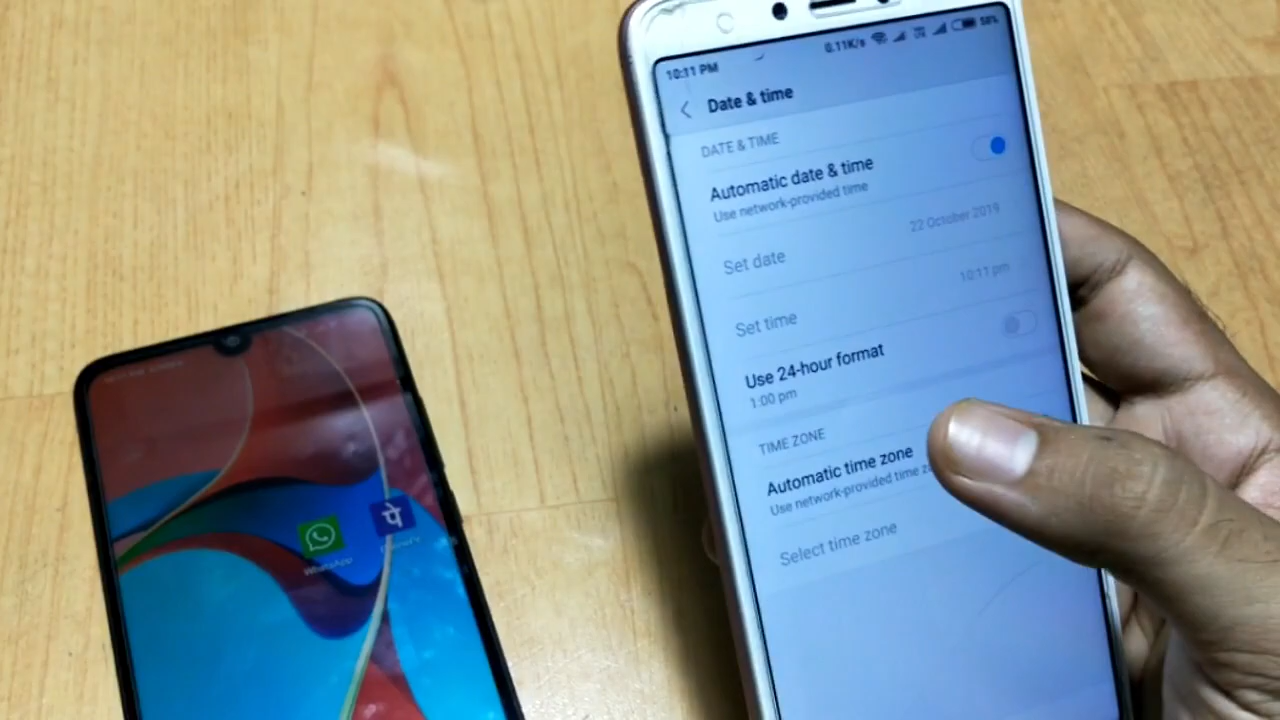 0.11K/s
58%
10:11 PM
Date & time
DATE & TIME
Automatic date & time
Use network-provided time
22 October 2019
Set date
10:11 pm
Set time
Use 24-hour format
1:00 pm
TIME ZONE
Automatic time zone
Use network-provided time
Select time zone
पे
WhatsApp
PhonePe